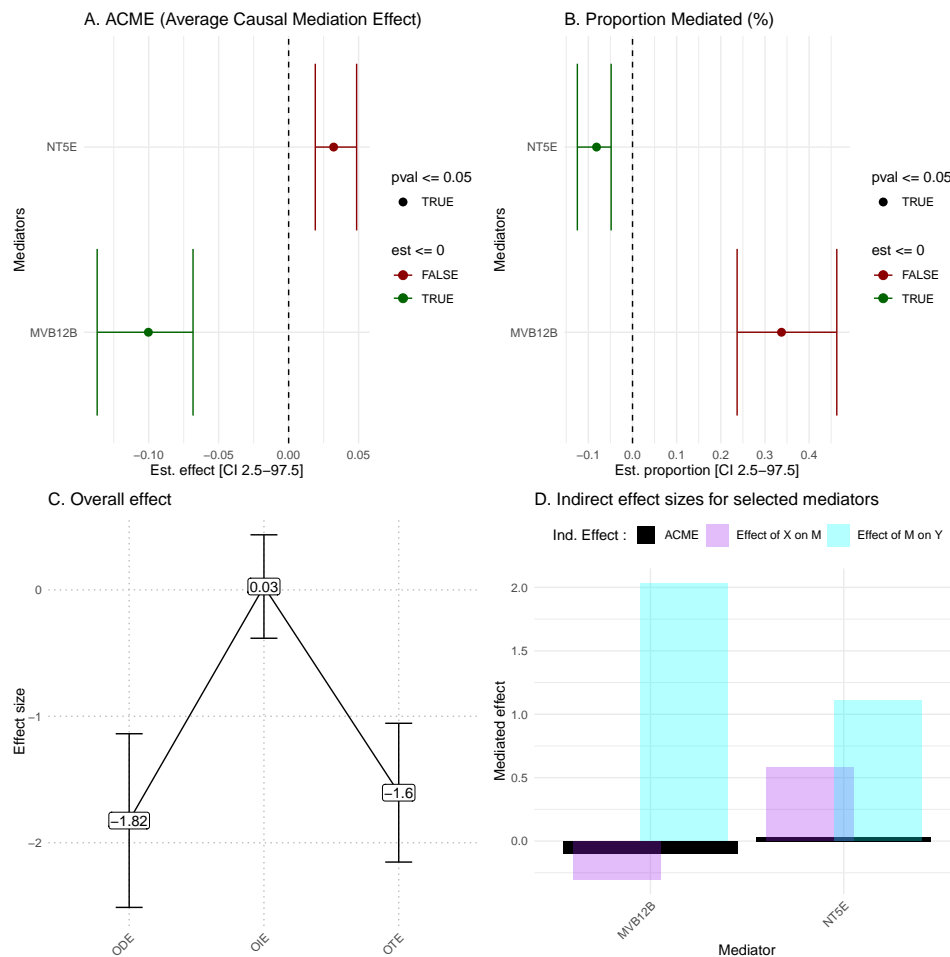 A. ACME (Average Causal Mediation Effect)
Mediators
NT5E
MVB12B
−0.10
−0.05
0.00
0.05
Est. effect [CI 2.5−97.5]
pval <= 0.05
TRUE
est <= 0
FALSE
TRUE
B. Proportion Mediated (%)
Mediators
NT5E
MVB12B
−0.1
0.0
0.1
0.2
0.3
0.4
Est. proportion [CI 2.5−97.5]
pval <= 0.05
TRUE
est <= 0
FALSE
TRUE
C. Overall effect
Effect size
0
−1
−2
−1.82
0.03
−1.6
ODE
OIE
OTE
D. Indirect effect sizes for selected mediators
Ind. Effect :
ACME
Effect of X on M
Effect of M on Y
Mediated effect
2.0
1.5
1.0
0.5
0.0
MVB12B
NT5E
Mediator